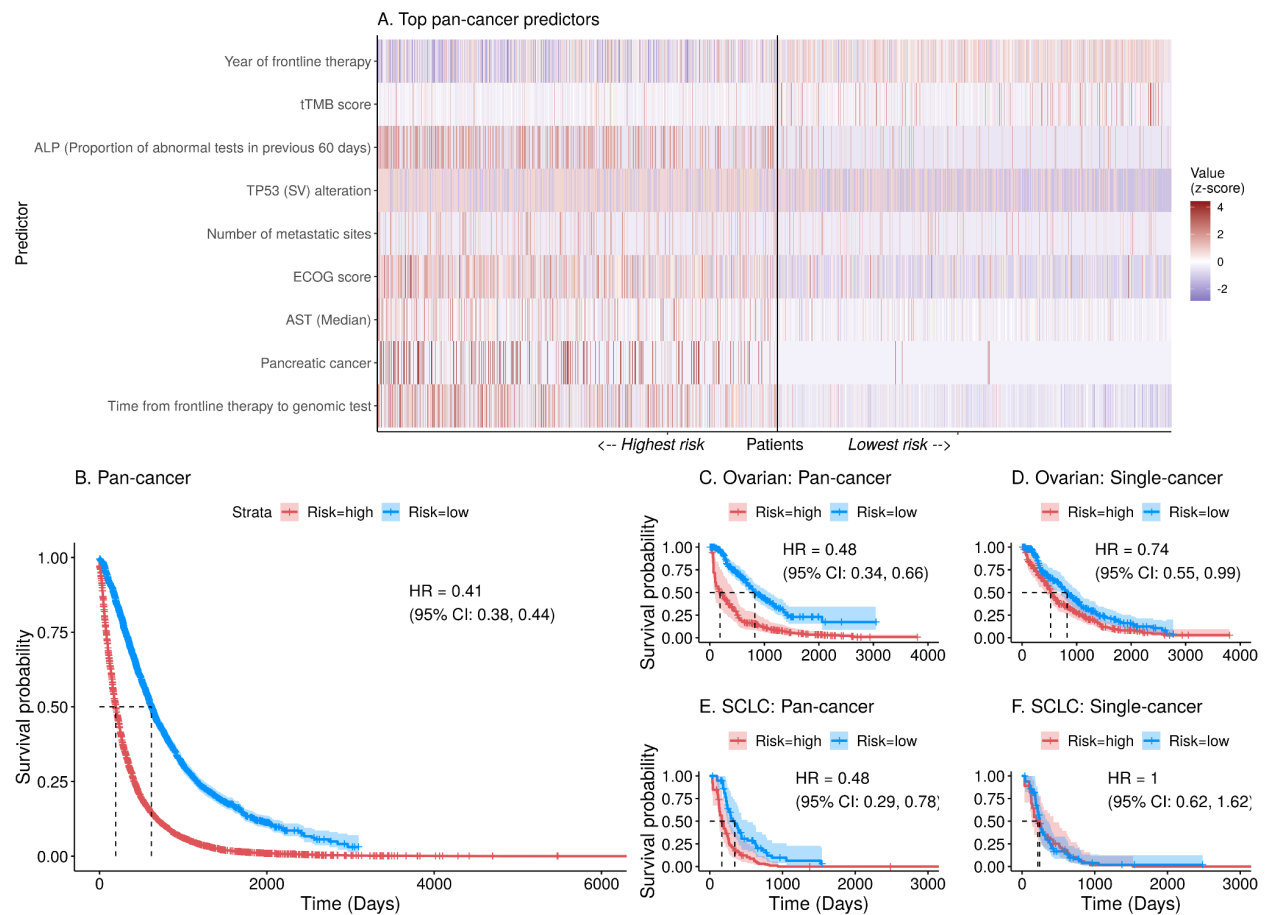 A. Top pan-cancer predictors
Predictor
Year of frontline therapy
tTMB score
ALP (Proportion of abnormal tests in previous 60 days)
TP53 (SV) alteration
Number of metastatic sites
ECOG score
AST (Median)
Pancreatic cancer
Time from frontline therapy to genomic test
<-- Highest risk Patients Lowest risk -->
Value
(z-score)
4
2
0
-2
B. Pan-cancer
Strata Risk=high Risk=low
Survival probability
1.00
0.75
0.50
0.25
0.00
HR = 0.41
(95% CI: 0.38, 0.44)
0 2000 4000 6000
Time (Days)
C. Ovarian: Pan-cancer
Risk=high Risk=low
Survival probability
1.00
0.75
0.50
0.25
0.00
HR = 0.48
(95% CI: 0.34, 0.66)
0 1000 2000 3000 4000
D. Ovarian: Single-cancer
Risk=high Risk=low
1.00
0.75
0.50
0.25
0.00
HR = 0.74
(95% CI: 0.55, 0.99)
0 1000 2000 3000 4000
E. SCLC: Pan-cancer
Risk=high Risk=low
Survival probability
1.00
0.75
0.50
0.25
0.00
HR = 0.48
(95% CI: 0.29, 0.78)
0 1000 2000 3000
Time (Days)
F. SCLC: Single-cancer
Risk=high Risk=low
1.00
0.75
0.50
0.25
0.00
HR = 1
(95% CI: 0.62, 1.62)
0 1000 2000 3000
Time (Days)